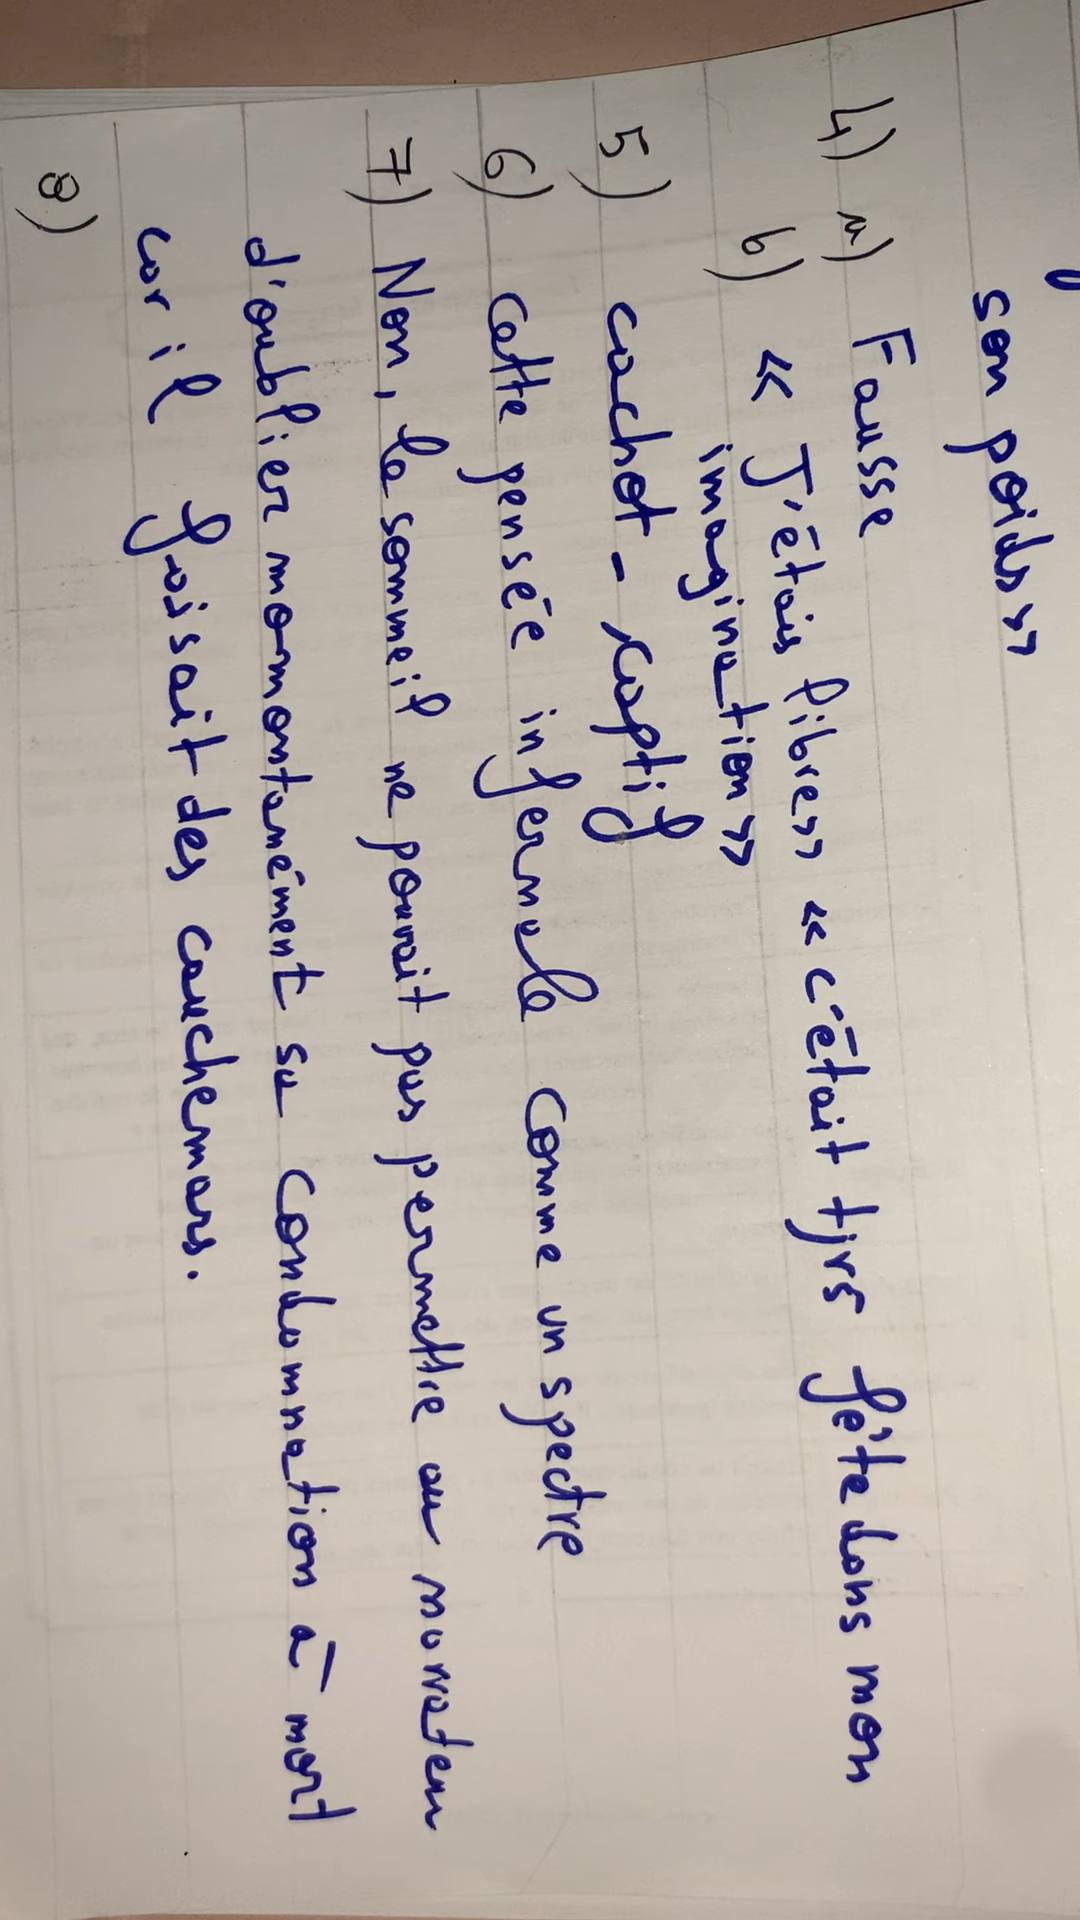 son poids»
4) a) Fausse
b) « J'étais libre» « c'était tjrs fête dans mon
imagination»
5) cachot - captif
6) cette pensée infernale comme un spectre
7) Non, le sommeil ne pouvait pas permettre au narrateur
d'oublier momontanément sa condamnation à mort
car il faisait des cauchemars.
8)